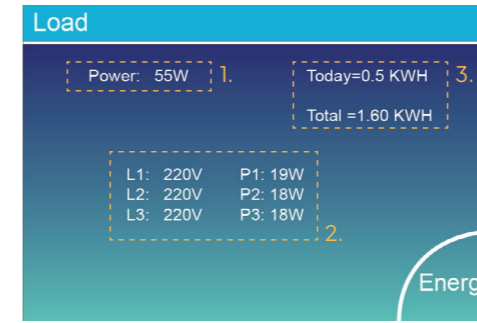 Load
Power: 55W 1.
Today=0.5 KWH 3.
Total =1.60 KWH
L1: 220V P1: 19W
L2: 220V P2: 18W
L3: 220V P3: 18W
2.
Energ